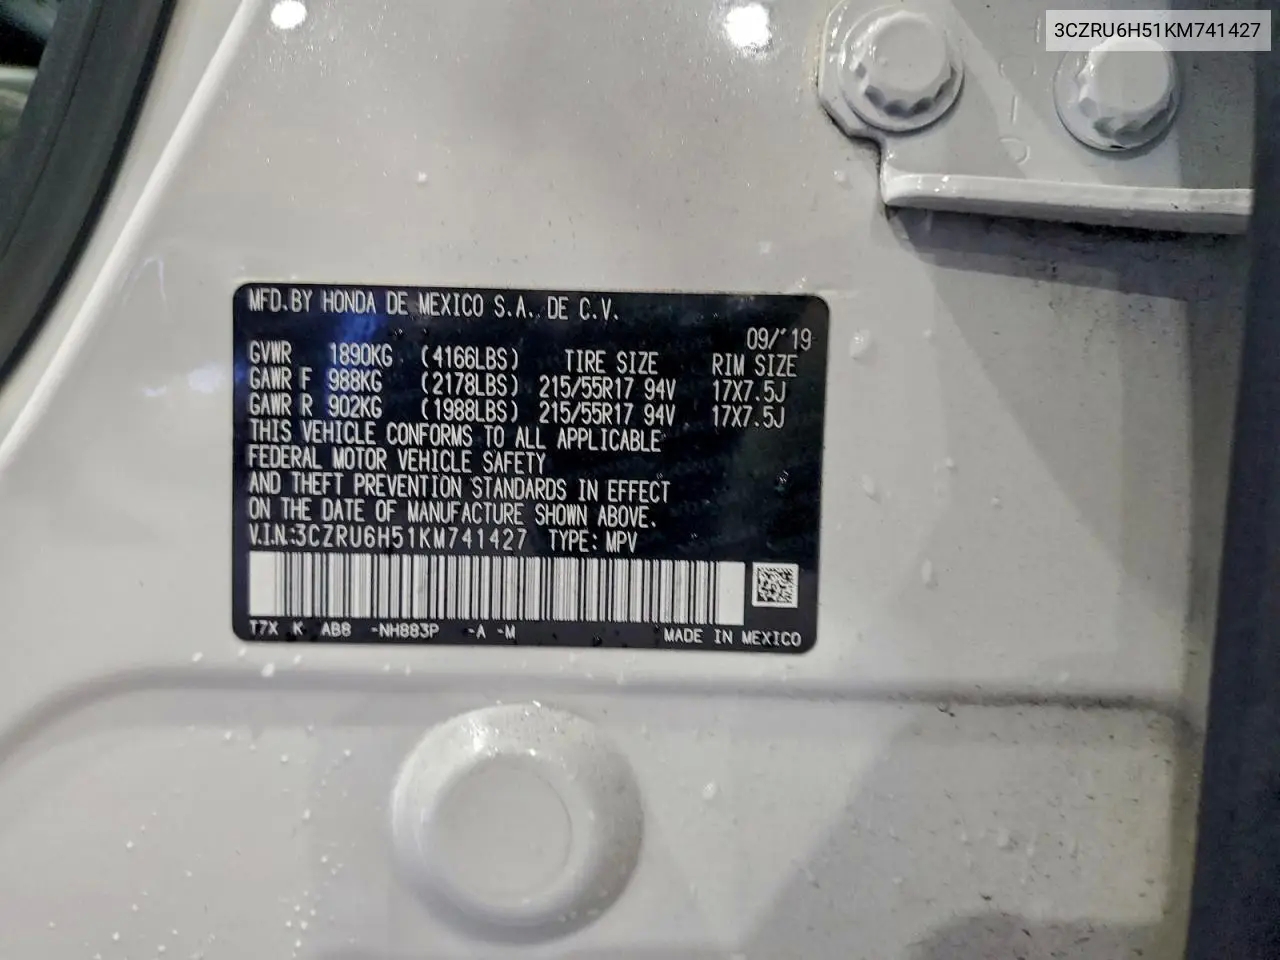 3CZRU6H51KM741427
MFD.BY HONDA DE MEXICO S.A. DE C.V.
09/'19
GVWR 1890KG (4166LBS) TIRE SIZE RIM SIZE
GAWR F 988KG (2178LBS) 215/55R17 94V 17X7.5J
GAWR R 902KG (1988LBS) 215/55R17 94V 17X7.5J
THIS VEHICLE CONFORMS TO ALL APPLICABLE
FEDERAL MOTOR VEHICLE SAFETY
AND THEFT PREVENTION STANDARDS IN EFFECT
ON THE DATE OF MANUFACTURE SHOWN ABOVE.
V.I.N.:3CZRU6H51KM741427 TYPE: MPV
T7X K AB8 -NH883P -A -M MADE IN MEXICO